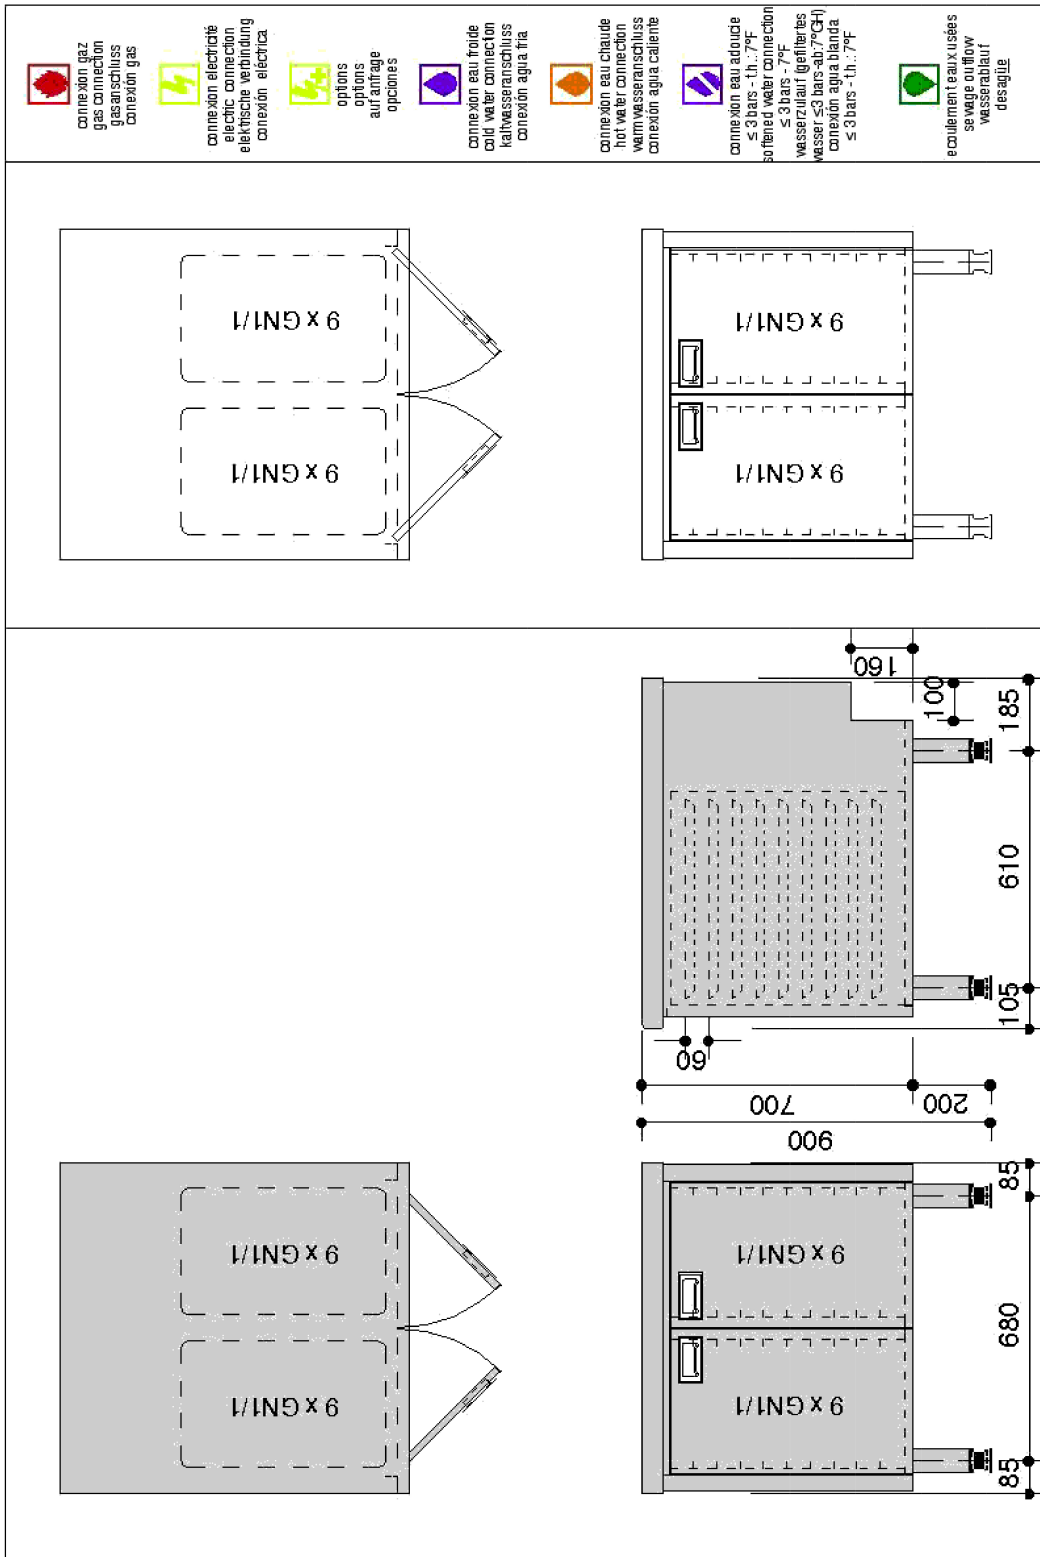 connexion gaz
gas connection
gasanschluss
conexión gas
connexion electricité
electric connection
elektrische verbindung
conexión eléctrica
options
options
auf anfrage
opciones
connexion eau froide
cold water connection
kaltwasseranschluss
conexión agua fria
connexion eau chaude
hot water connection
warmwasseranschluss
conexión agua caliente
connexion eau adoucie
≤ 3 bars - t.h.: 7°F
softened water connection
≤ 3 bars - 7°F
wasserzulauf (gefiltertes
wasser ≤3 bars-ab:7°GH)
conexión agua blanda
≤ 3 bars - t.h.: 7°F
ecoulement eaux usées
sewage outflow
wasserablauf
desagüe
9 x GN1/1
9 x GN1/1
9 x GN1/1
9 x GN1/1
160
100
185
610
105
60
700
200
900
9 x GN1/1
9 x GN1/1
9 x GN1/1
9 x GN1/1
85
680
85